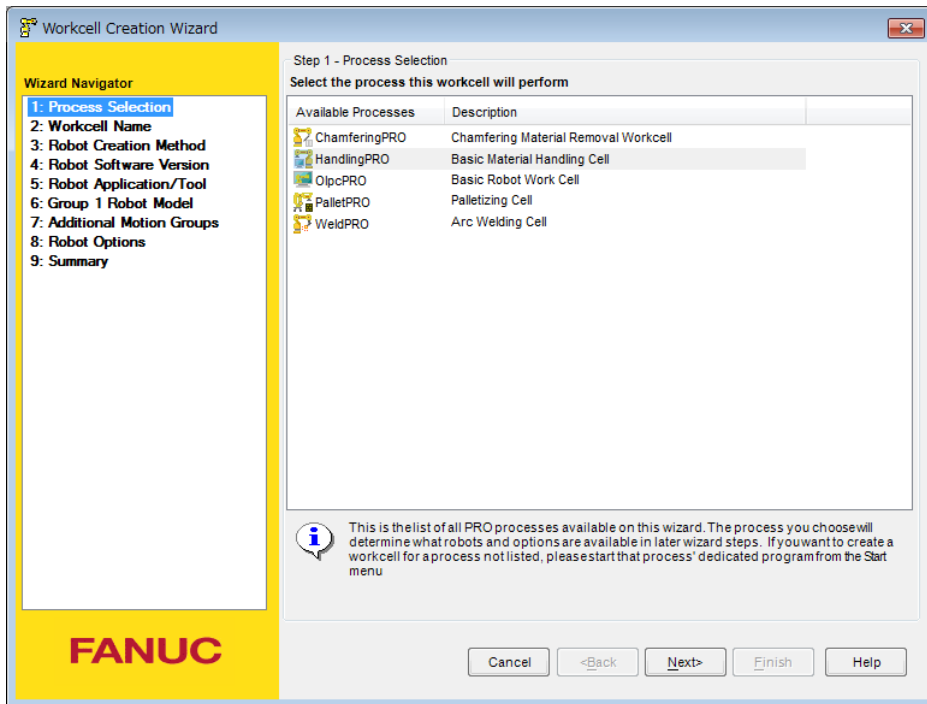 Workcell Creation Wizard
Wizard Navigator
1: Process Selection
2: Workcell Name
3: Robot Creation Method
4: Robot Software Version
5: Robot Application/Tool
6: Group 1 Robot Model
7: Additional Motion Groups
8: Robot Options
9: Summary
FANUC
Step 1 - Process Selection
Select the process this workcell will perform
Available Processes Description
ChamferingPRO Chamfering Material Removal Workcell
HandlingPRO Basic Material Handling Cell
OlpcPRO Basic Robot Work Cell
PalletPRO Palletizing Cell
WeldPRO Arc Welding Cell
This is the list of all PRO processes available on this wizard. The process you choose will
determine what robots and options are available in later wizard steps. If you want to create a
workcell for a process not listed, please start that process' dedicated program from the Start
menu
Cancel <Back Next> Finish Help